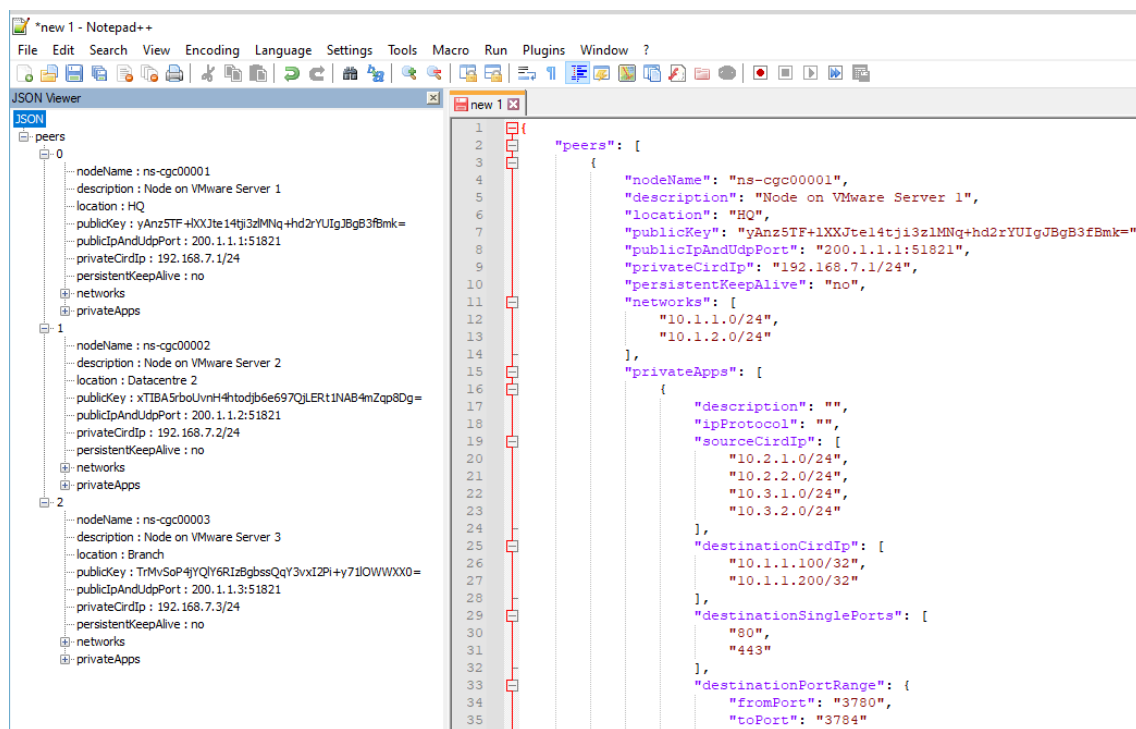 *new 1 - Notepad++
File Edit Search View Encoding Language Settings Tools Macro Run Plugins Window ?
JSON Viewer
JSON
peers
0
nodeName : ns-cgc00001
description : Node on VMware Server 1
location : HQ
publicKey : yAnz5TF+lXXJte14tji3zlMNq+hd2rYUIgJBgB3fBmk=
publicIpAndUdpPort : 200.1.1.1:51821
privateCirdIp : 192.168.7.1/24
persistentKeepAlive : no
networks
privateApps
1
nodeName : ns-cgc00002
description : Node on VMware Server 2
location : Datacentre 2
publicKey : xTIBA5rboUvnH4htodjb6e697QjLERt1NAB4mZqp8Dg=
publicIpAndUdpPort : 200.1.1.2:51821
privateCirdIp : 192.168.7.2/24
persistentKeepAlive : no
networks
privateApps
2
nodeName : ns-cgc00003
description : Node on VMware Server 3
location : Branch
publicKey : TrMvSoP4jYQlY6RIzBgbssQqY3vxI2Pi+y71lOWWXX0=
publicIpAndUdpPort : 200.1.1.3:51821
privateCirdIp : 192.168.7.3/24
persistentKeepAlive : no
networks
privateApps
new 1
1 {
2 "peers": [
3 {
4 "nodeName": "ns-cgc00001",
5 "description": "Node on VMware Server 1",
6 "location": "HQ",
7 "publicKey": "yAnz5TF+lXXJte14tji3zlMNq+hd2rYUIgJBgB3fBmk="
8 "publicIpAndUdpPort": "200.1.1.1:51821",
9 "privateCirdIp": "192.168.7.1/24",
10 "persistentKeepAlive": "no",
11 "networks": [
12 "10.1.1.0/24",
13 "10.1.2.0/24"
14 ],
15 "privateApps": [
16 {
17 "description": "",
18 "ipProtocol": "",
19 "sourceCirdIp": [
20 "10.2.1.0/24",
21 "10.2.2.0/24",
22 "10.3.1.0/24",
23 "10.3.2.0/24"
24 ],
25 "destinationCirdIp": [
26 "10.1.1.100/32",
27 "10.1.1.200/32"
28 ],
29 "destinationSinglePorts": [
30 "80",
31 "443"
32 ],
33 "destinationPortRange": {
34 "fromPort": "3780",
35 "toPort": "3784"